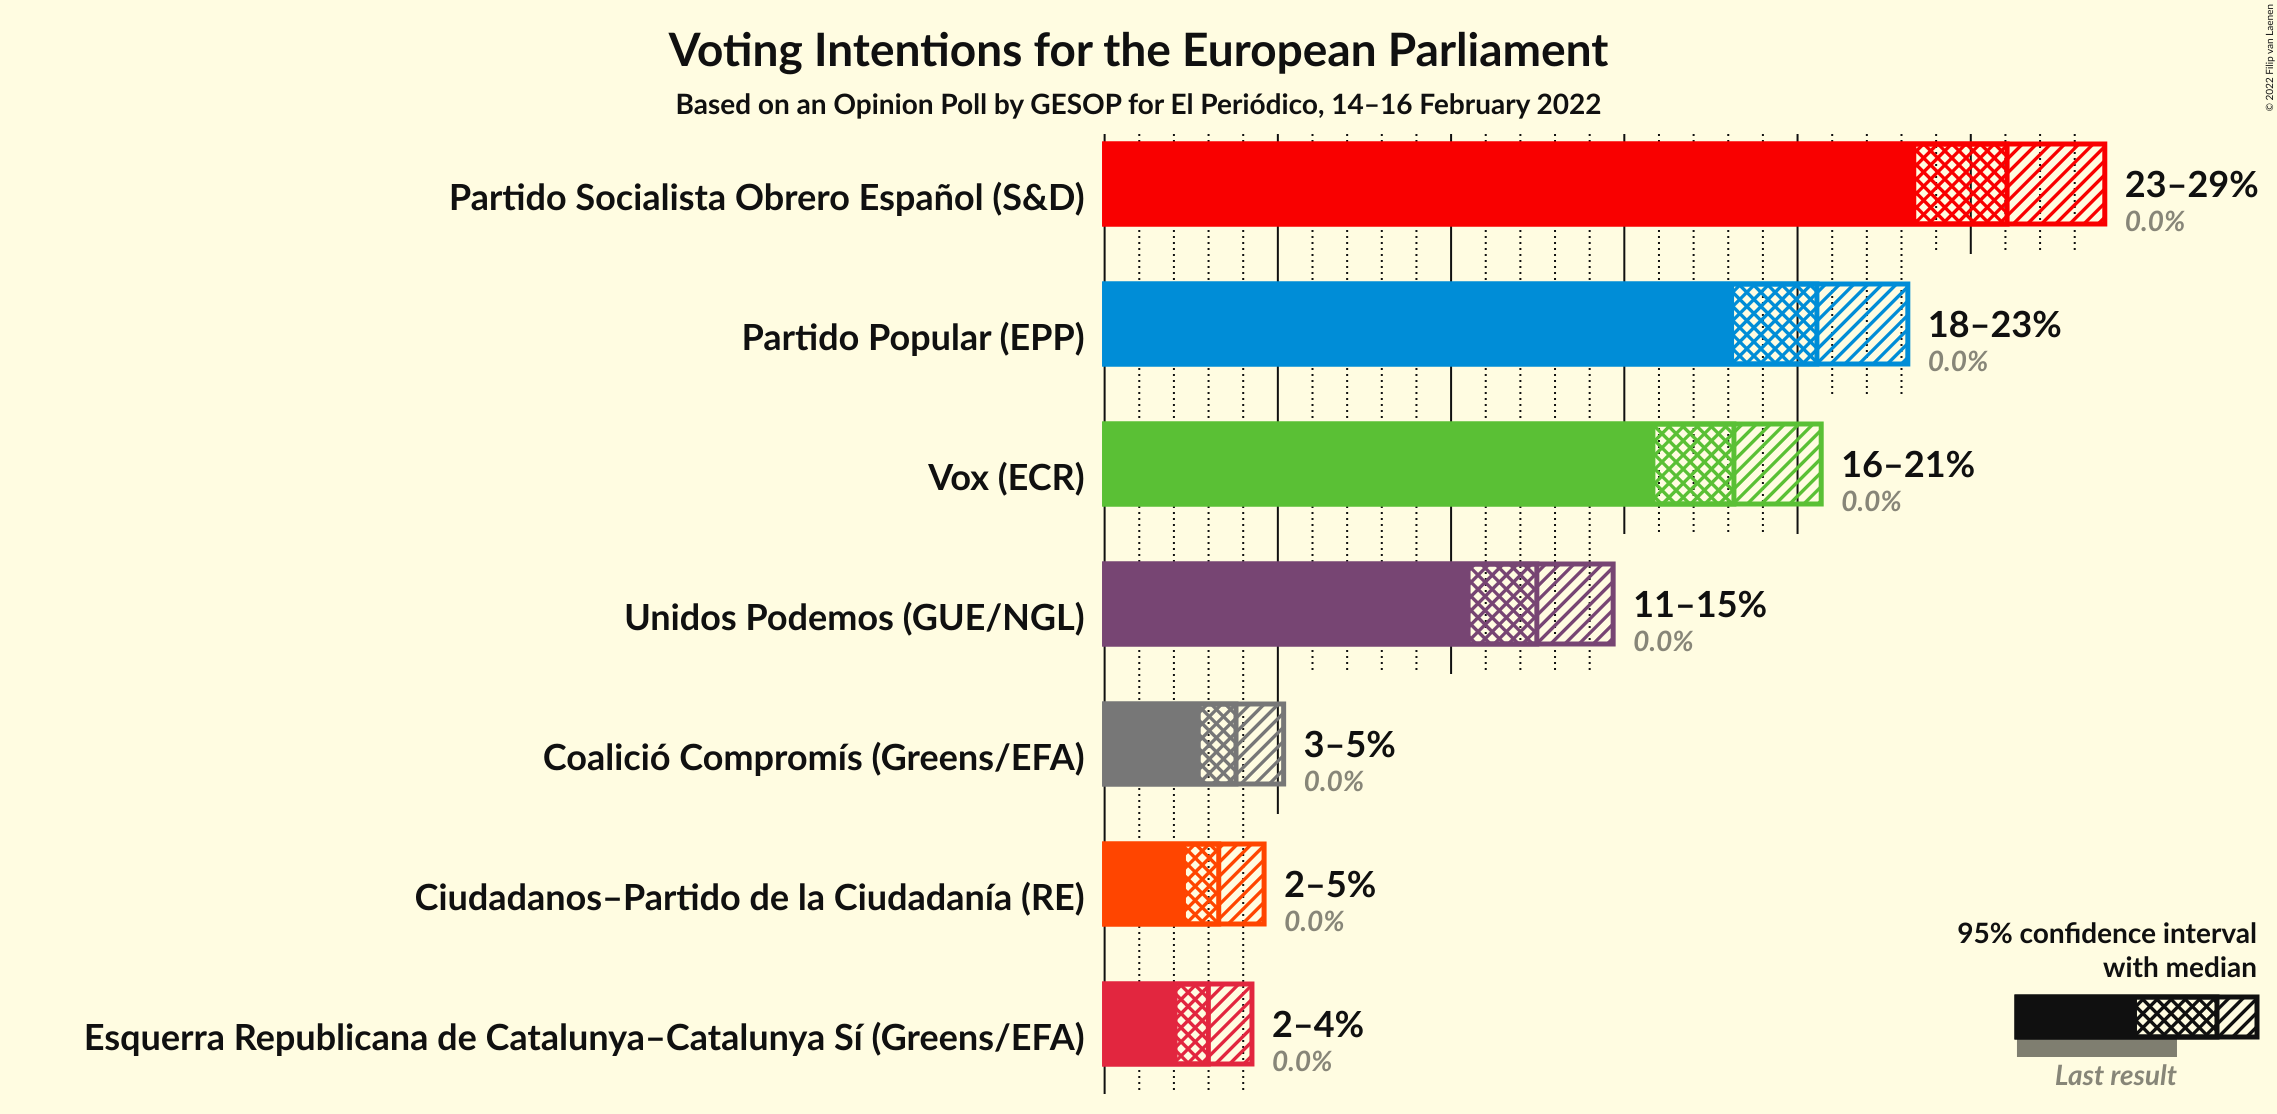 Voting Intentions for the European Parliament
Based on an Opinion Poll by GESOP for El Periódico, 14–16 February 2022
© 2022 Filip van Laenen
Partido Socialista Obrero Español (S&D)
23–29%
0.0%
Partido Popular (EPP)
18–23%
0.0%
Vox (ECR)
16–21%
0.0%
Unidos Podemos (GUE/NGL)
11–15%
0.0%
Coalició Compromís (Greens/EFA)
3–5%
0.0%
Ciudadanos–Partido de la Ciudadanía (RE)
2–5%
0.0%
Esquerra Republicana de Catalunya–Catalunya Sí (Greens/EFA)
2–4%
0.0%
95% confidence interval
with median
Last result